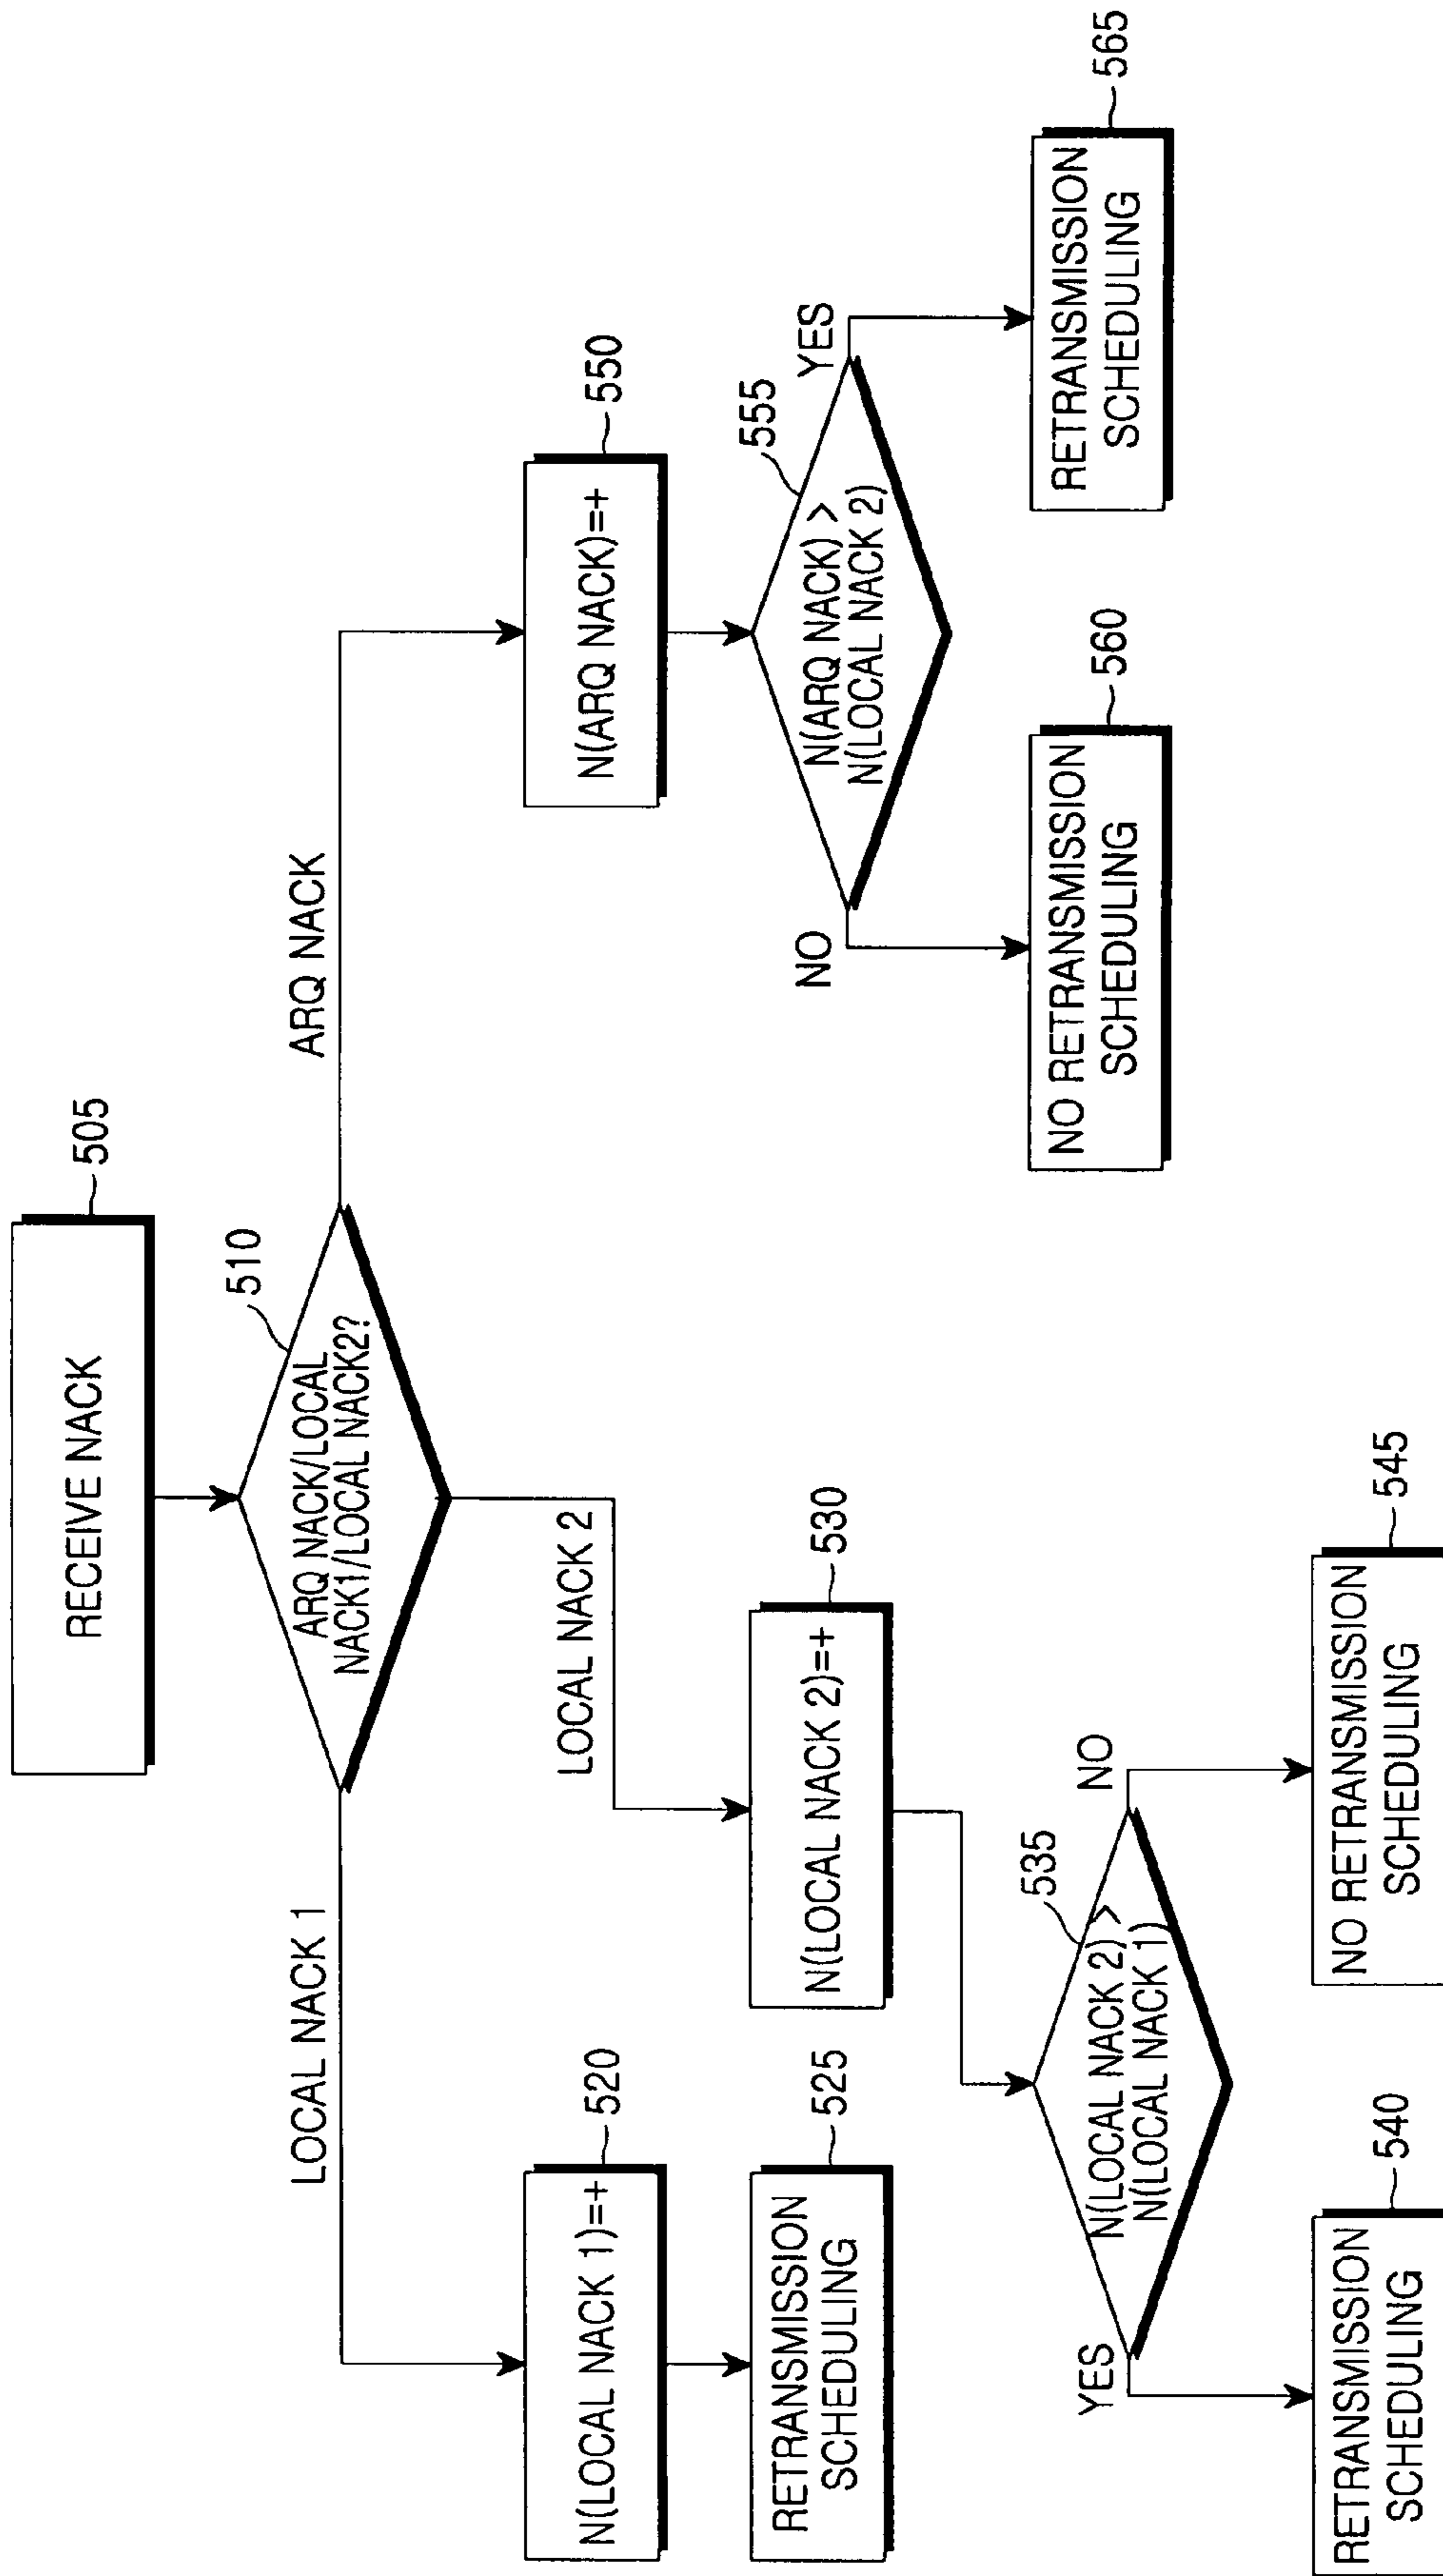 RECEIVE NACK
505
510
ARQ NACK/LOCAL
NACK1/LOCAL NACK2?
LOCAL NACK 1
LOCAL NACK 2
ARQ NACK
N(LOCAL NACK 1)=+
520
RETRANSMISSION
SCHEDULING
525
N(LOCAL NACK 2)=+
530
535
N(LOCAL NACK 2) >
N(LOCAL NACK 1)
YES
NO
RETRANSMISSION
SCHEDULING
540
NO RETRANSMISSION
SCHEDULING
545
N(ARQ NACK)=+
550
555
N(ARQ NACK) >
N(LOCAL NACK 2)
NO
YES
NO RETRANSMISSION
SCHEDULING
560
RETRANSMISSION
SCHEDULING
565